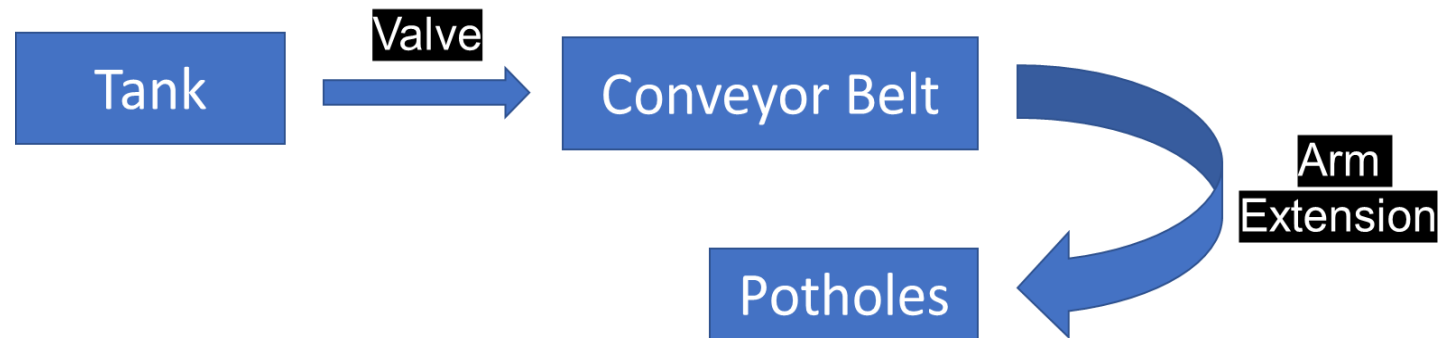 Valve
Tank
Conveyor Belt
Arm
Extension
Potholes